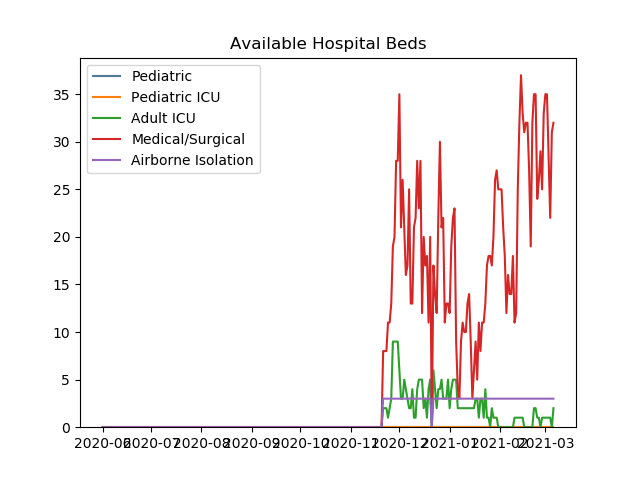 Available Hospital Beds
Pediatric
Pediatric ICU
Adult ICU
Medical/Surgical
Airborne Isolation
35
30
25
20
15
10
5
0
2020-06 2020-07 2020-08 2020-09 2020-10 2020-11 2020-12 2021-01 2021-02 2021-03